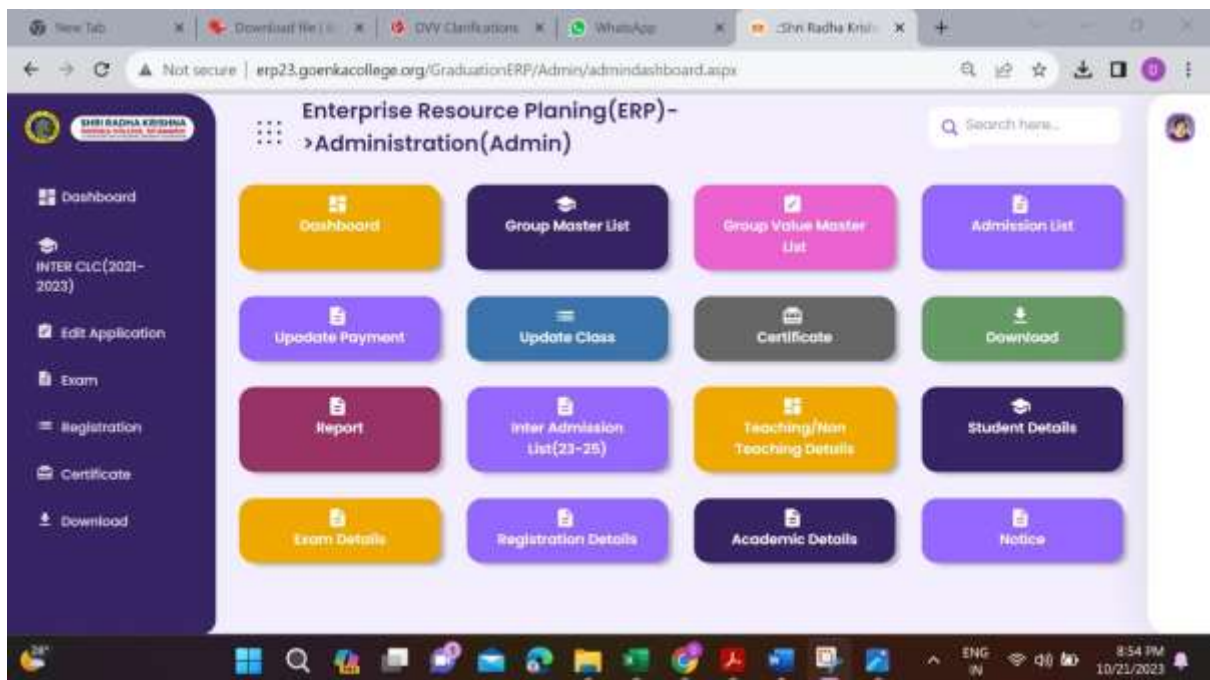 New Tab
Download file |
DVV Clarifications
WhatsApp
:Shri Radha Krish
Not secure | erp23.goenkacollege.org/GraduationERP/Admin/admindashboard.aspx
SHRI RADHA KRISHNA
Enterprise Resource Planing(ERP)-
>Administration(Admin)
Search here...
Dashboard
INTER CLC(2021-
2023)
Edit Application
Exam
Registration
Certificate
Download
Dashboard
Group Master List
Group Value Master
List
Admission List
Upadate Payment
Update Class
Certificate
Download
Report
Inter Admission
List(23-25)
Teaching/Non
Teaching Details
Student Details
Exam Details
Registration Details
Academic Details
Notice
ENG
IN
8:54 PM
10/21/2023